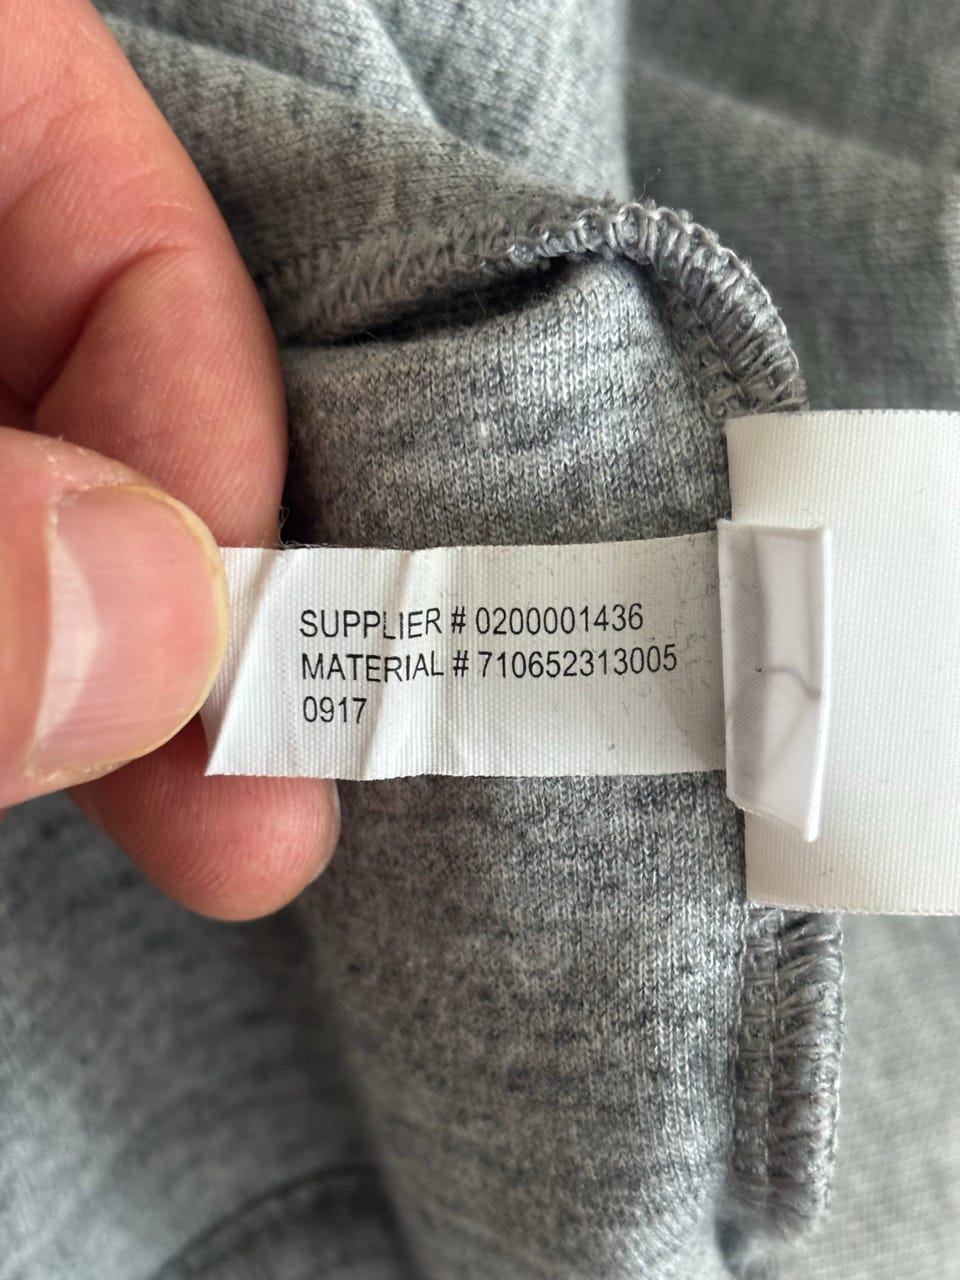 SUPPLIER # 0200001436
MATERIAL # 710652313005
0917